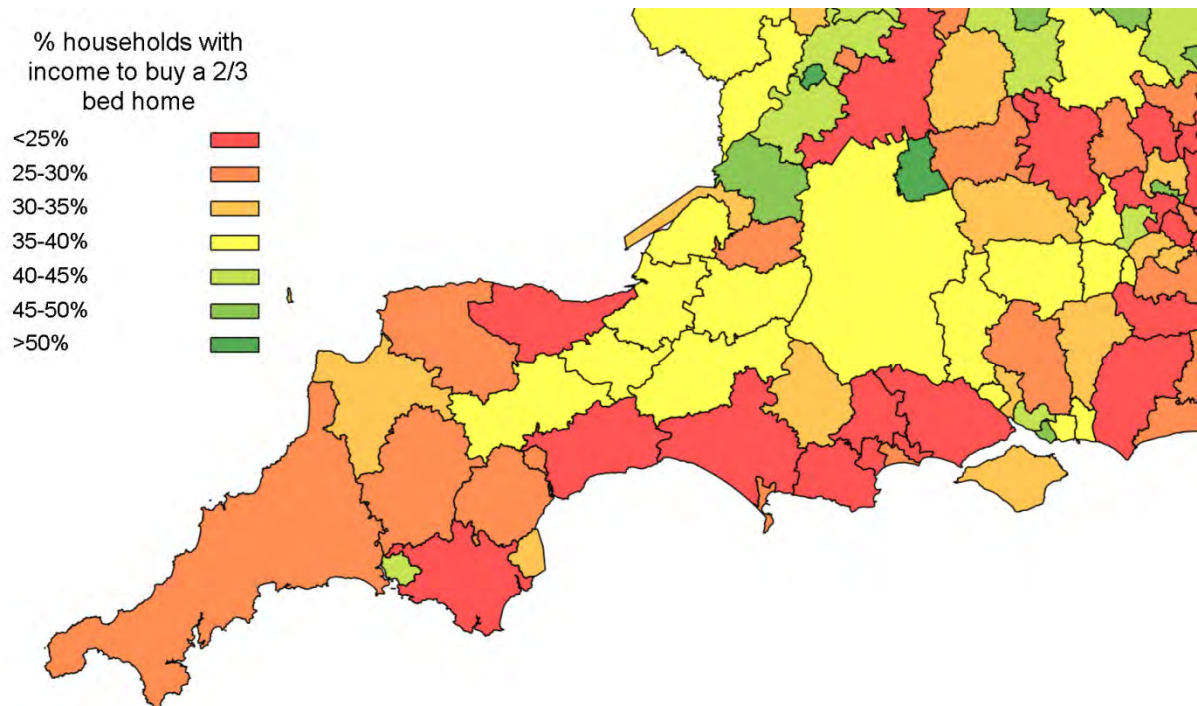 % households with
income to buy a 2/3
bed home
<25%
25-30%
30-35%
35-40%
40-45%
45-50%
>50%